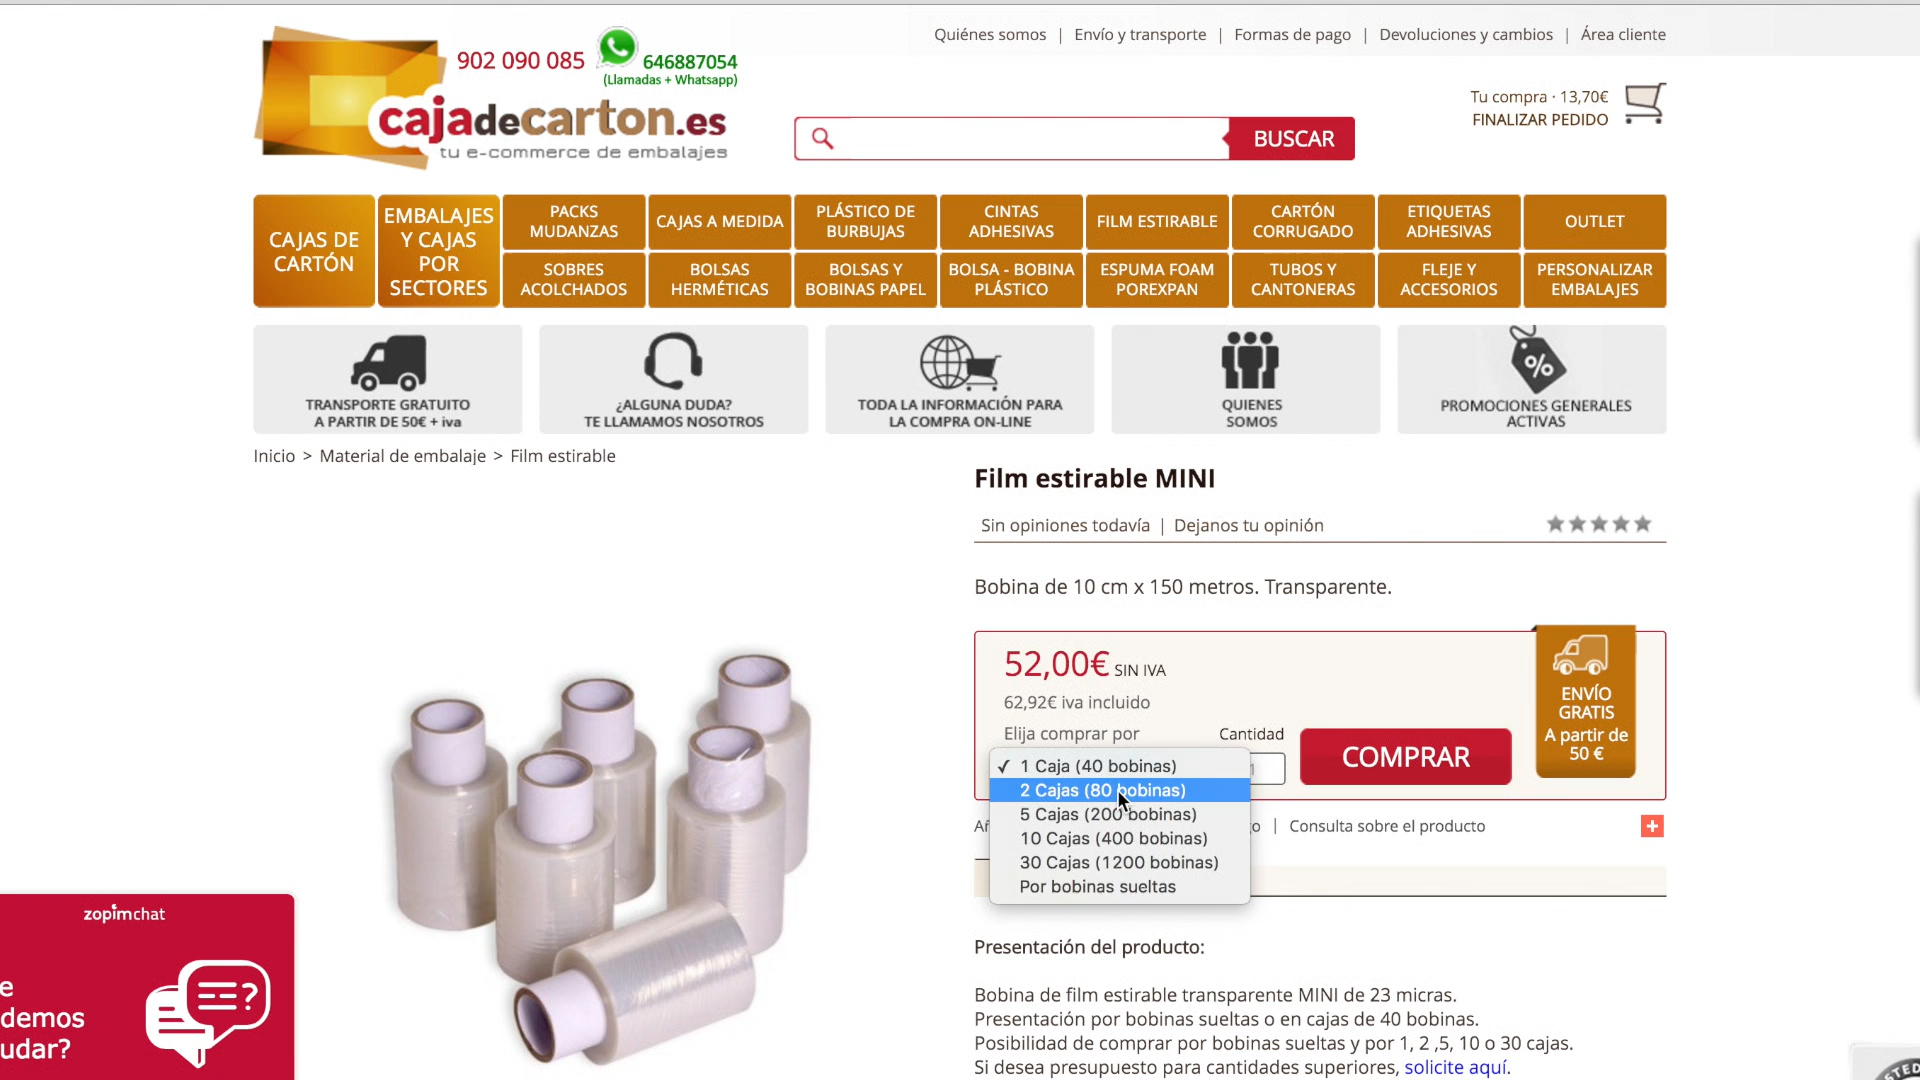 Quiénes somos | Envío y transporte | Formas de pago | Devoluciones y cambios | Área cliente
902 090 085
646887054
(Llamadas + Whatsapp)
cajadecarton.es
tu e-commerce de embalajes
BUSCAR
Tu compra · 13,70€
FINALIZAR PEDIDO
CAJAS DE
CARTÓN
EMBALAJES
Y CAJAS
POR
SECTORES
PACKS
MUDANZAS
CAJAS A MEDIDA
PLÁSTICO DE
BURBUJAS
CINTAS
ADHESIVAS
FILM ESTIRABLE
CARTÓN
CORRUGADO
ETIQUETAS
ADHESIVAS
OUTLET
SOBRES
ACOLCHADOS
BOLSAS
HERMÉTICAS
BOLSAS Y
BOBINAS PAPEL
BOLSA - BOBINA
PLÁSTICO
ESPUMA FOAM
POREXPAN
TUBOS Y
CANTONERAS
FLEJE Y
ACCESORIOS
PERSONALIZAR
EMBALAJES
TRANSPORTE GRATUITO
A PARTIR DE 50€ + iva
¿ALGUNA DUDA?
TE LLAMAMOS NOSOTROS
TODA LA INFORMACIÓN PARA
LA COMPRA ON-LINE
QUIENES
SOMOS
%
PROMOCIONES GENERALES
ACTIVAS
Inicio > Material de embalaje > Film estirable
Film estirable MINI
Sin opiniones todavía | Dejanos tu opinión
Bobina de 10 cm x 150 metros. Transparente.
52,00€ SIN IVA
62,92€ iva incluido
Elija comprar por
Cantidad
1
COMPRAR
ENVÍO
GRATIS
A partir de
50 €
✓ 1 Caja (40 bobinas)
2 Cajas (80 bobinas)
5 Cajas (200 bobinas)
10 Cajas (400 bobinas)
30 Cajas (1200 bobinas)
Por bobinas sueltas
| Consulta sobre el producto
+
Presentación del producto:
Bobina de film estirable transparente MINI de 23 micras.
Presentación por bobinas sueltas o en cajas de 40 bobinas.
Posibilidad de comprar por bobinas sueltas y por 1, 2 ,5, 10 o 30 cajas.
Si desea presupuesto para cantidades superiores, solicite aquí.
zopimchat
e
demos
udar?
?